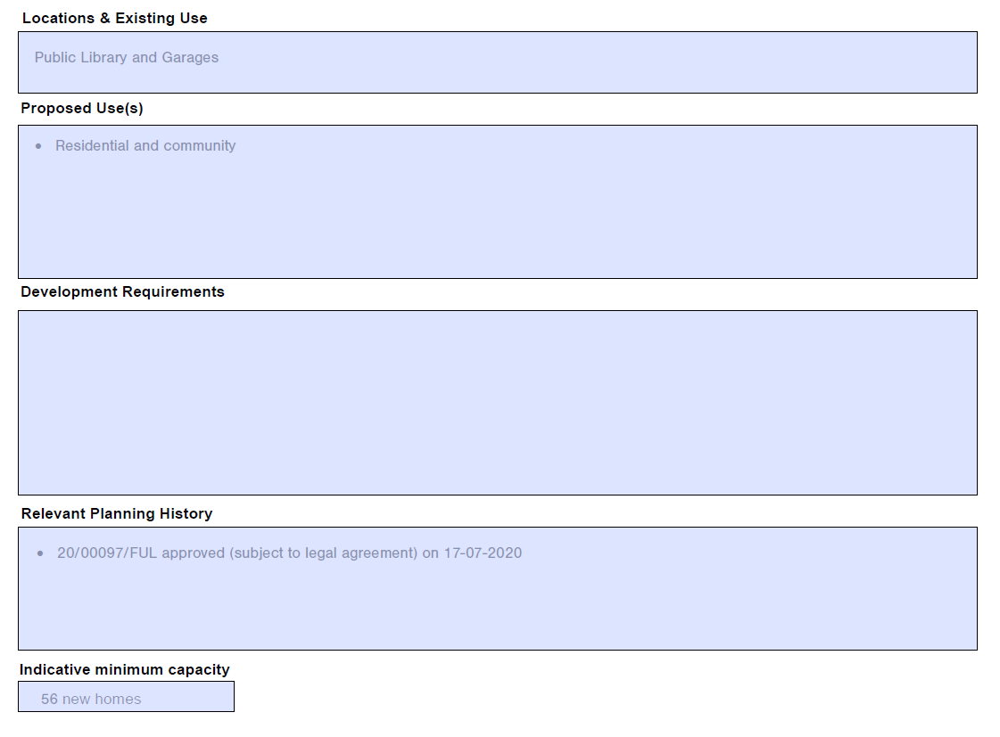 Locations & Existing Use
Public Library and Garages
Proposed Use(s)
• Residential and community
Development Requirements
Relevant Planning History
• 20/00097/FUL approved (subject to legal agreement) on 17-07-2020
Indicative minimum capacity
56 new homes